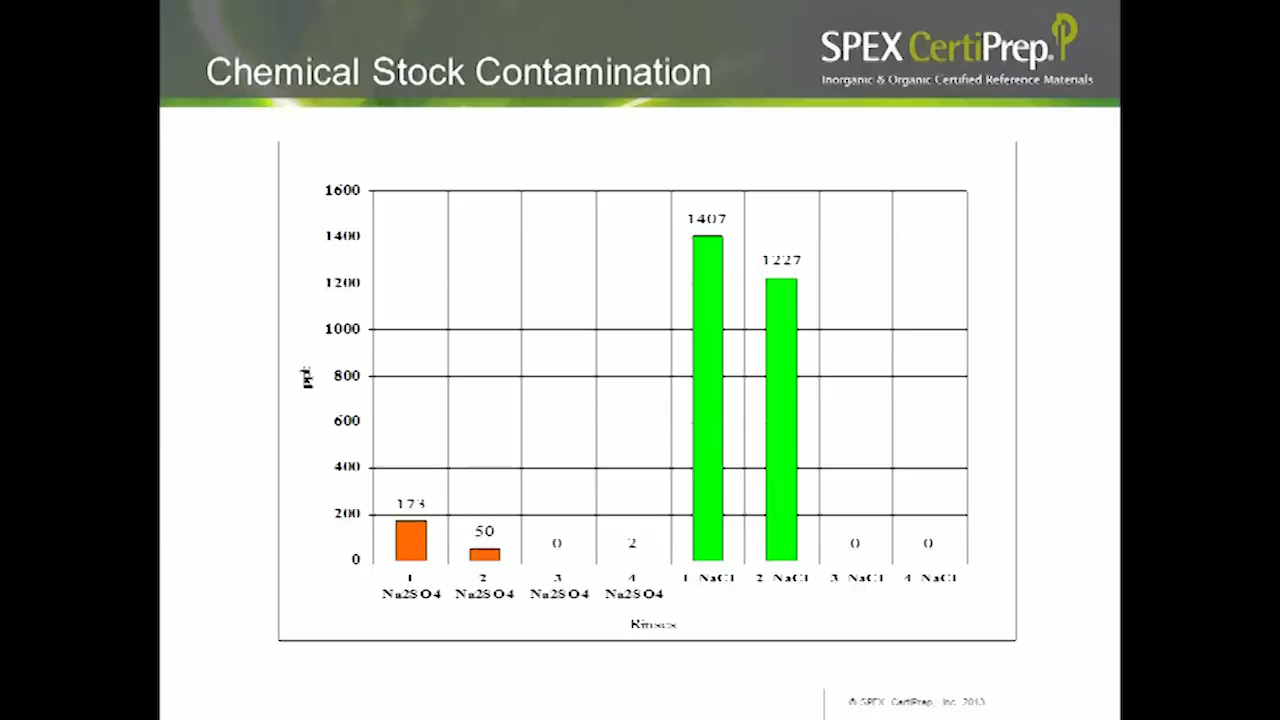 Chemical Stock Contamination
SPEX CertiPrep.
Inorganic & Organic Certified Reference Materials
1600
1400
1200
1000
800
600
400
200
0
ppt
1407
1227
173
50
0
2
0
0
1 Na2SO4
2 Na2SO4
3 Na2SO4
4 Na2SO4
1 NaCl
2 NaCl
3 NaCl
4 NaCl
Rinses
© SPEX CertiPrep, Inc. 2013